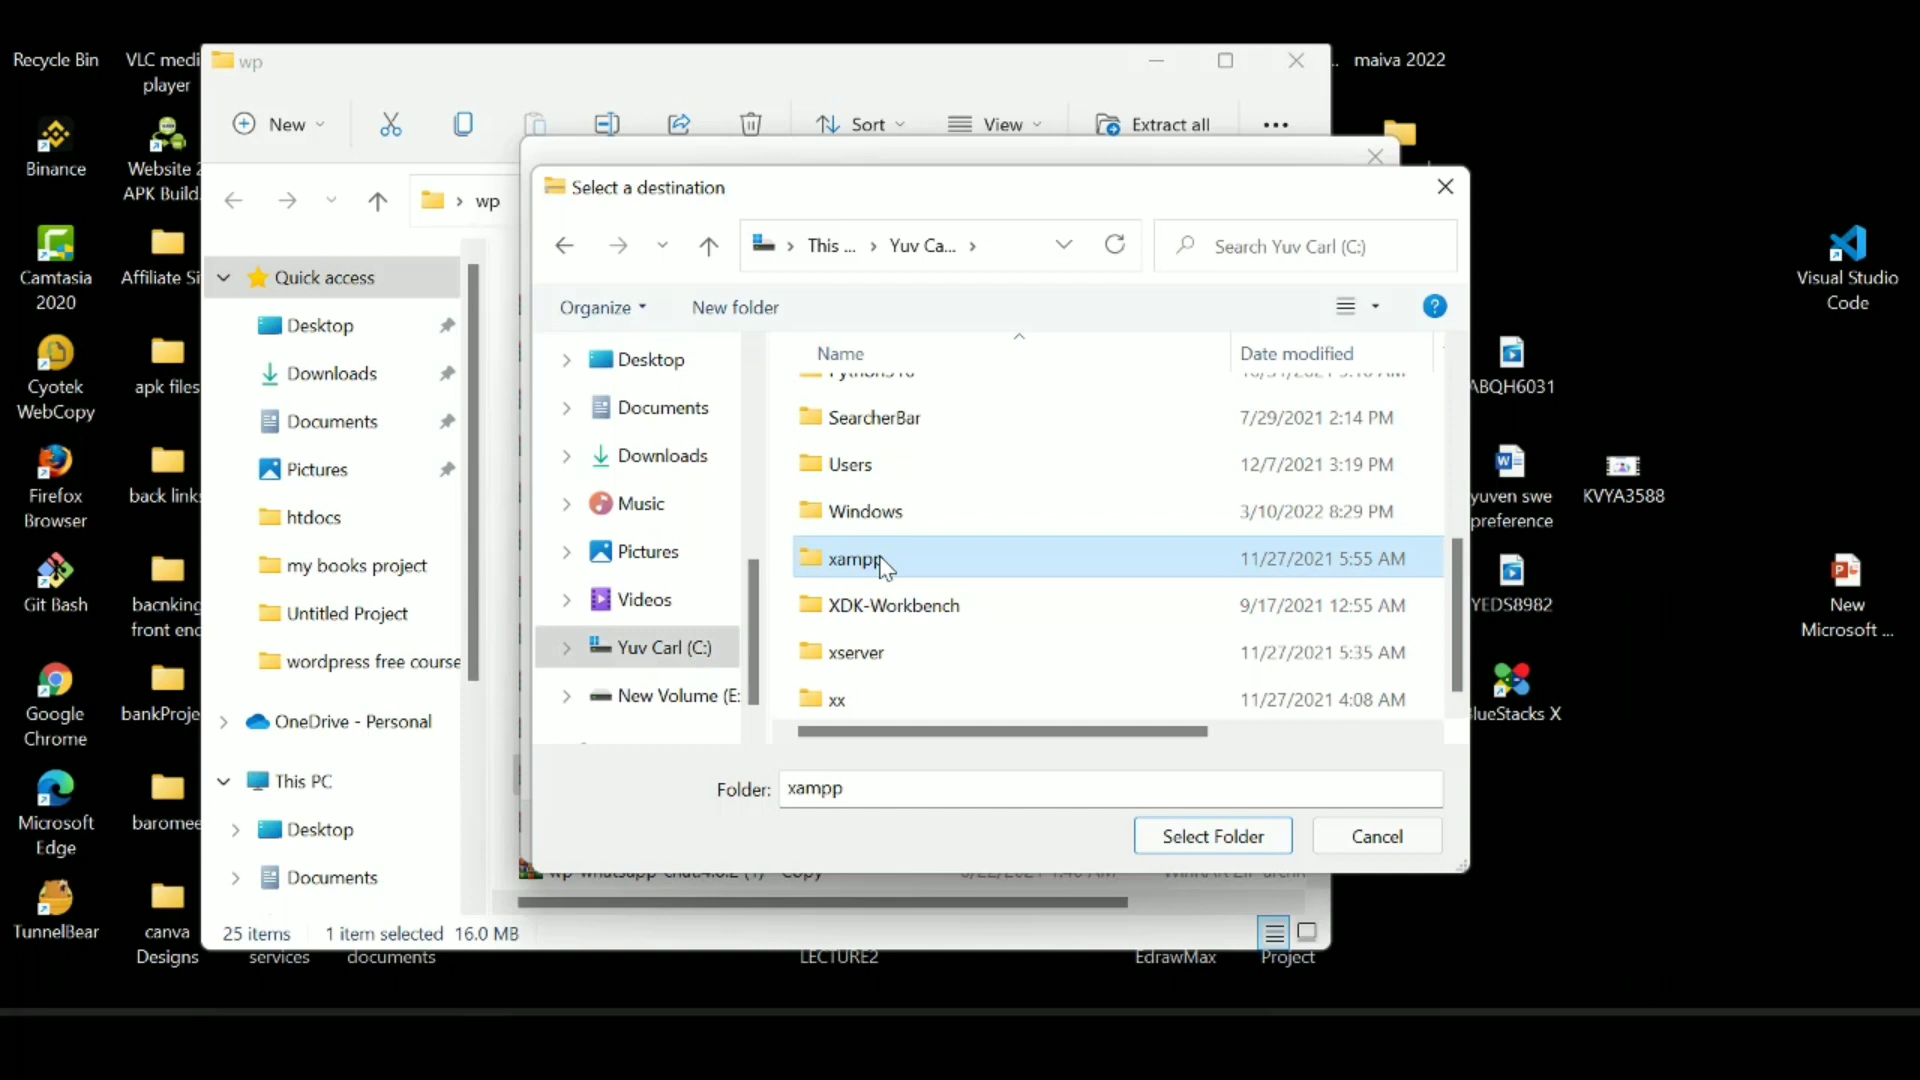 Recycle Bin
VLC medi
player
Binance
Website 2
APK Build.
Camtasia
2020
Affiliate Si
Cyotek
WebCopy
apk files
Firefox
Browser
back link
Git Bash
bacnking
front end
Google
Chrome
bankProje
Microsoft
Edge
baromee
TunnelBear
canva
Designs
wp
New
Sort
View
Extract all
wp
Quick access
Desktop
Downloads
Documents
Pictures
htdocs
my books project
Untitled Project
wordpress free course
OneDrive - Personal
This PC
Desktop
Documents
25 items
1 item selected 16.0 MB
Select a destination
This ... › Yuv Ca... ›
Search Yuv Carl (C:)
Organize
New folder
Desktop
Documents
Downloads
Music
Pictures
Videos
Yuv Carl (C:)
New Volume (E:
Name
Date modified
SearcherBar 7/29/2021 2:14 PM
Users 12/7/2021 3:19 PM
Windows 3/10/2022 8:29 PM
xampp 11/27/2021 5:55 AM
XDK-Workbench 9/17/2021 12:55 AM
xserver 11/27/2021 5:35 AM
xx 11/27/2021 4:08 AM
Folder: xampp
Select Folder
Cancel
services
documents
LECTURE2
EdrawMax
Project
maiva 2022
Visual Studio
Code
ABQH6031
yuven swe
preference
KVYA3588
YEDS8982
New
Microsoft ...
lueStacks X